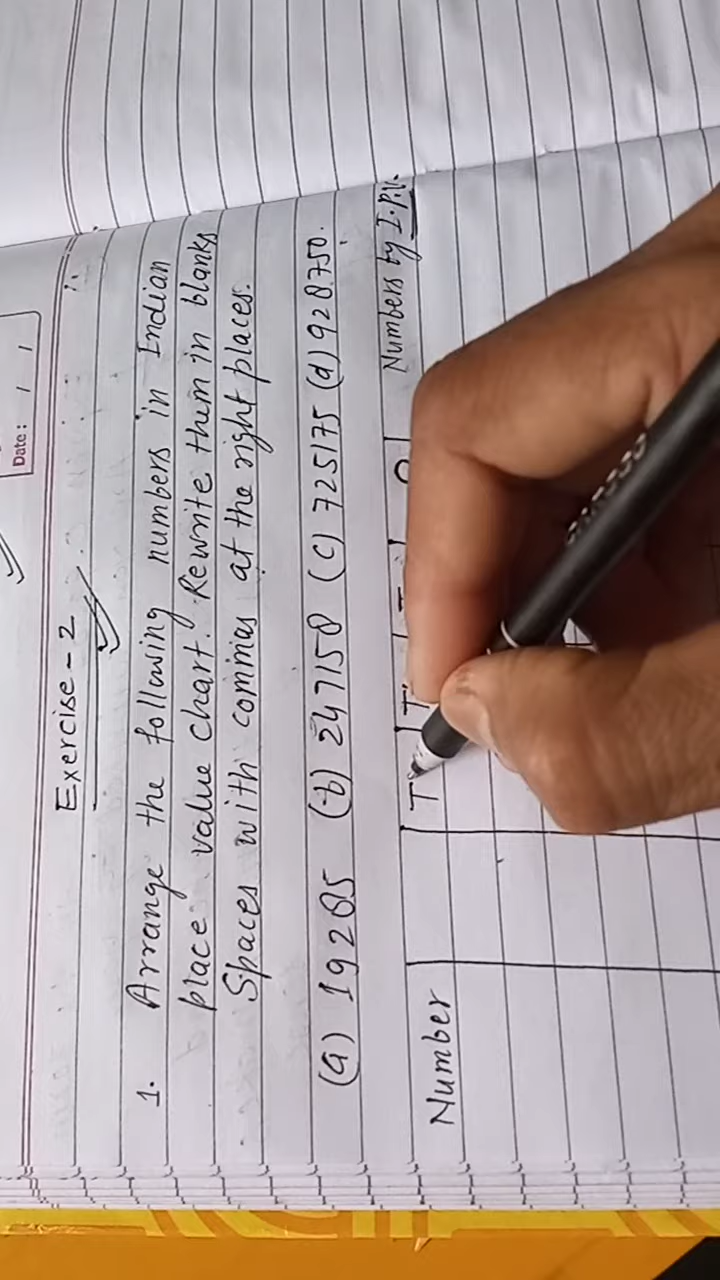 Date: / /
Exercise - 2
1. Arrange the following numbers in Indian
place value chart. Rewrite them in blanks
Spaces with commas at the right places.
(a) 19265 (b) 247158 (c) 725175 (d) 928750.
Number T T T O Numbers by I.P.V.